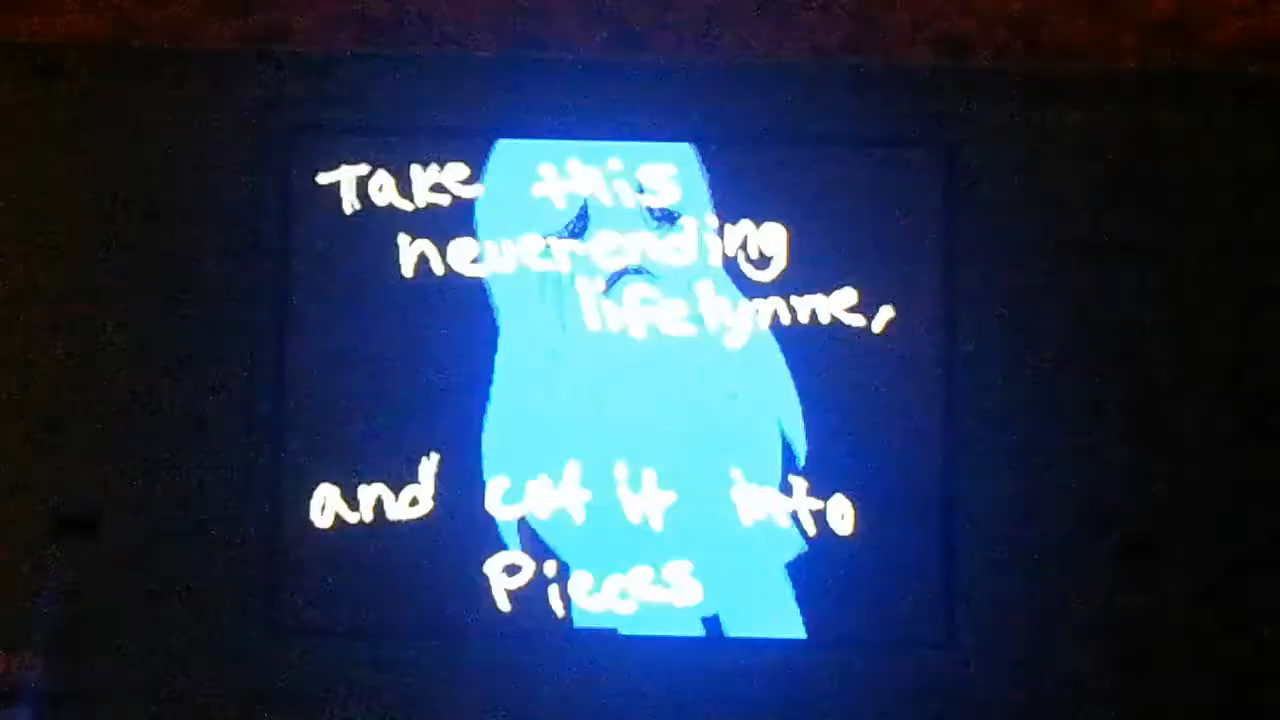 Take this
neverending
lifelynne,
and cut it into
Pieces